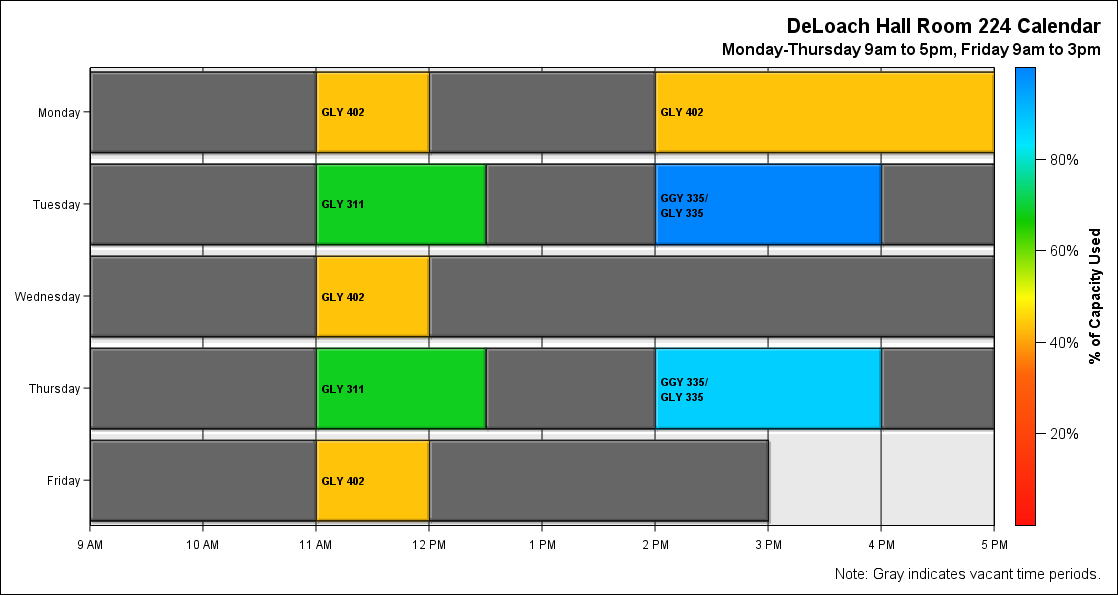 DeLoach Hall Room 224 Calendar
Monday-Thursday 9am to 5pm, Friday 9am to 3pm
Monday
GLY 402
GLY 402
Tuesday
GLY 311
GGY 335/
GLY 335
Wednesday
GLY 402
Thursday
GLY 311
GGY 335/
GLY 335
Friday
GLY 402
9 AM
10 AM
11 AM
12 PM
1 PM
2 PM
3 PM
4 PM
5 PM
80%
60%
40%
20%
% of Capacity Used
Note: Gray indicates vacant time periods.